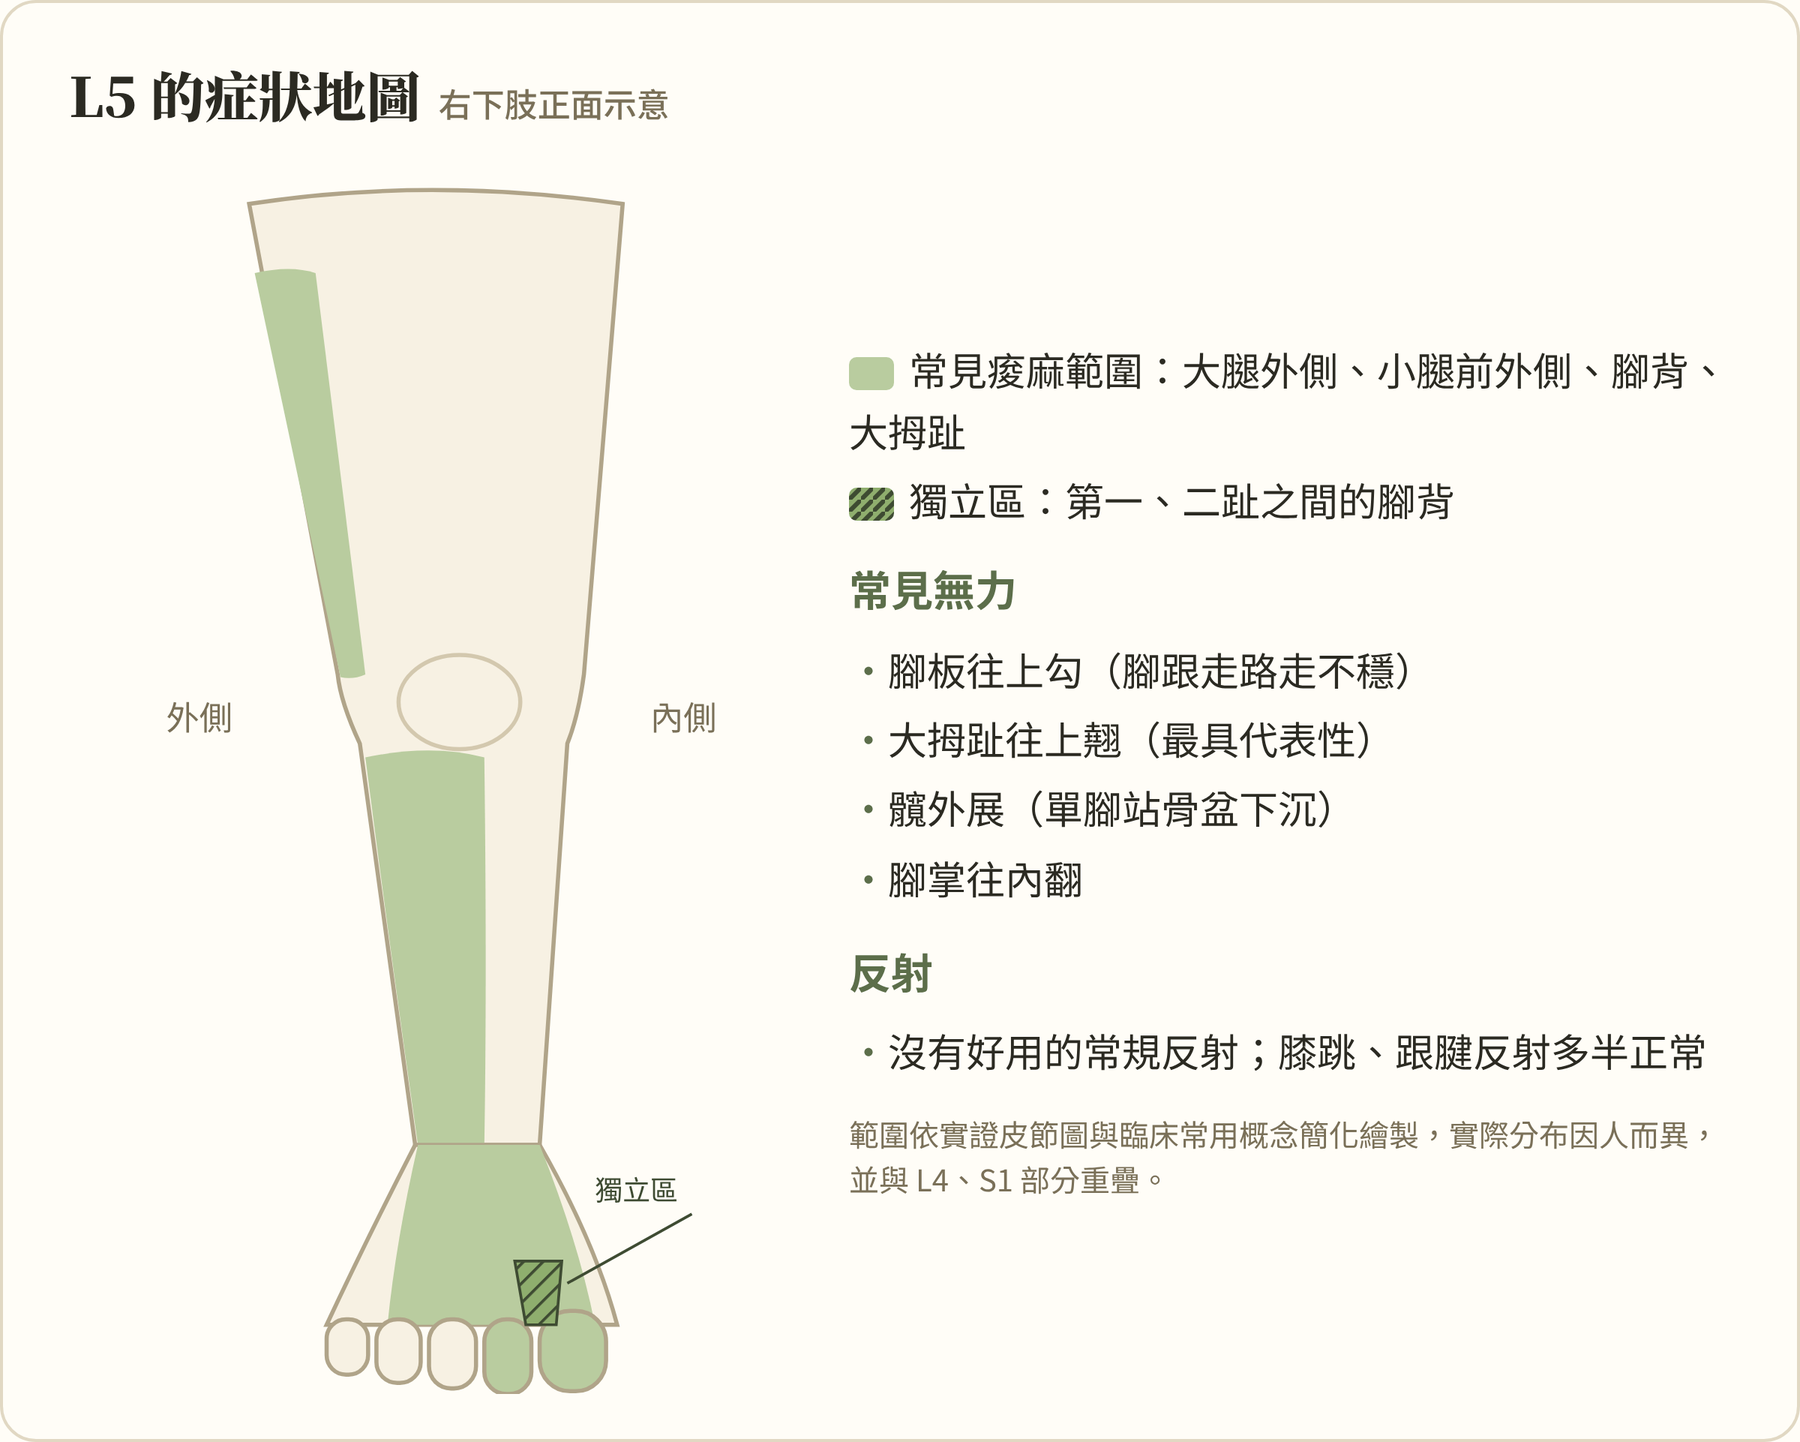 L5 的症狀地圖 右下肢正面示意
常見痠麻範圍：大腿外側、小腿前外側、腳背、
大拇趾
獨立區：第一、二趾之間的腳背
常見無力
・腳板往上勾（腳跟走路走不穩）
・大拇趾往上翹（最具代表性）
・髖外展（單腳站骨盆下沉）
・腳掌往內翻
反射
・沒有好用的常規反射；膝跳、跟腱反射多半正常
範圍依實證皮節圖與臨床常用概念簡化繪製，實際分布因人而異，
並與 L4、S1 部分重疊。
外側
內側
獨立區